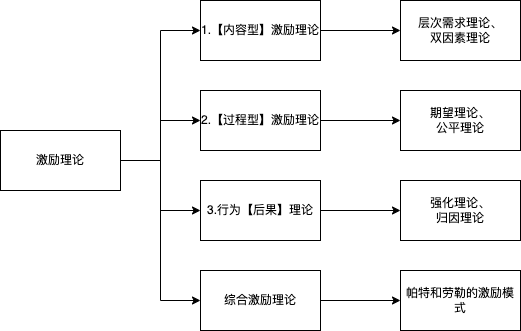 激励理论
1.【内容型】激励理论
层次需求理论、
双因素理论
2.【过程型】激励理论
期望理论、
公平理论
3.行为【后果】理论
强化理论、
归因理论
综合激励理论
帕特和劳勒的激励模
式